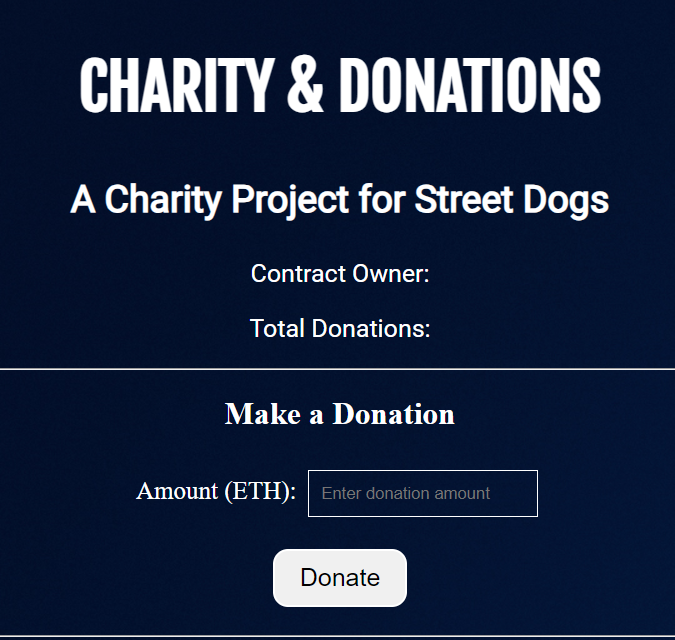 CHARITY & DONATIONS
A Charity Project for Street Dogs
Contract Owner:
Total Donations:
Make a Donation
Amount (ETH): Enter donation amount
Donate